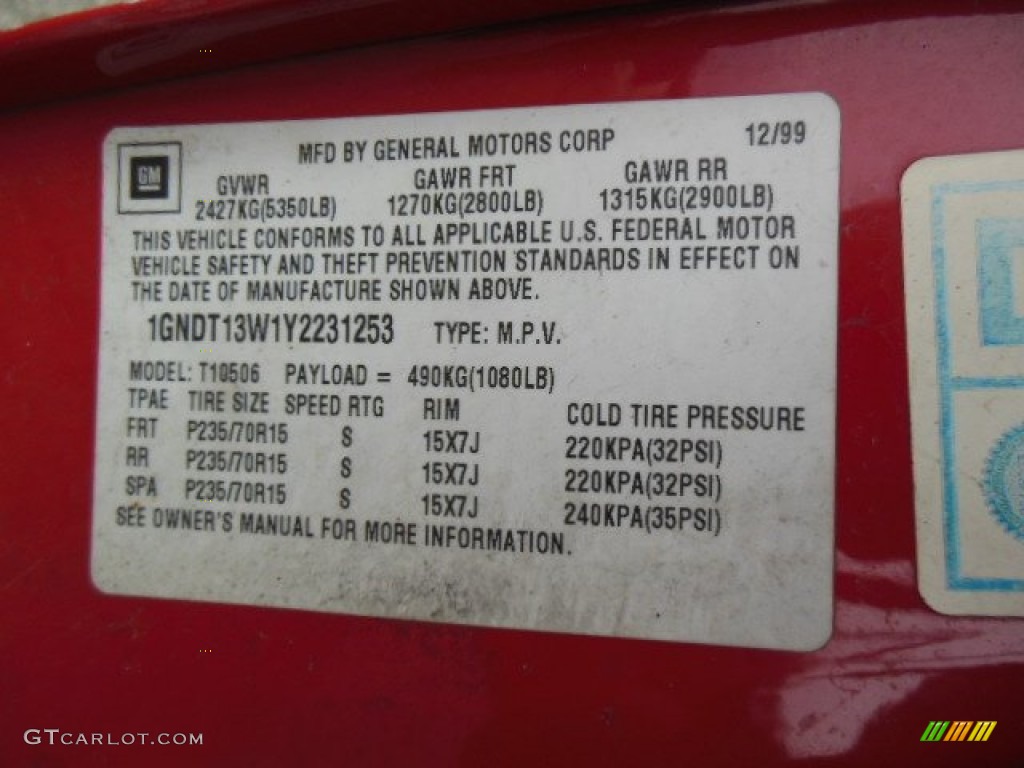 MFD BY GENERAL MOTORS CORP 12/99
GM
GVWR GAWR FRT GAWR RR
2427KG(5350LB) 1270KG(2800LB) 1315KG(2900LB)
THIS VEHICLE CONFORMS TO ALL APPLICABLE U.S. FEDERAL MOTOR
VEHICLE SAFETY AND THEFT PREVENTION STANDARDS IN EFFECT ON
THE DATE OF MANUFACTURE SHOWN ABOVE.
1GNDT13W1Y2231253 TYPE: M.P.V.
MODEL: T10506 PAYLOAD = 490KG(1080LB)
TPAE TIRE SIZE SPEED RTG RIM COLD TIRE PRESSURE
FRT P235/70R15 S 15X7J 220KPA(32PSI)
RR P235/70R15 S 15X7J 220KPA(32PSI)
SPA P235/70R15 S 15X7J 240KPA(35PSI)
SEE OWNER'S MANUAL FOR MORE INFORMATION.
GTCARLOT.COM